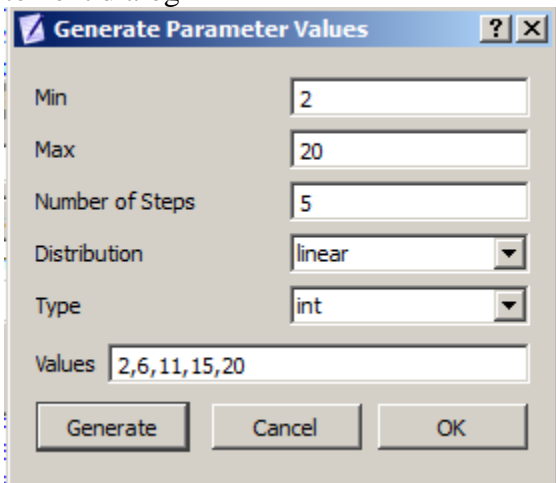 Generate Parameter Values
Min 2
Max 20
Number of Steps 5
Distribution linear
Type int
Values 2,6,11,15,20
Generate Cancel OK